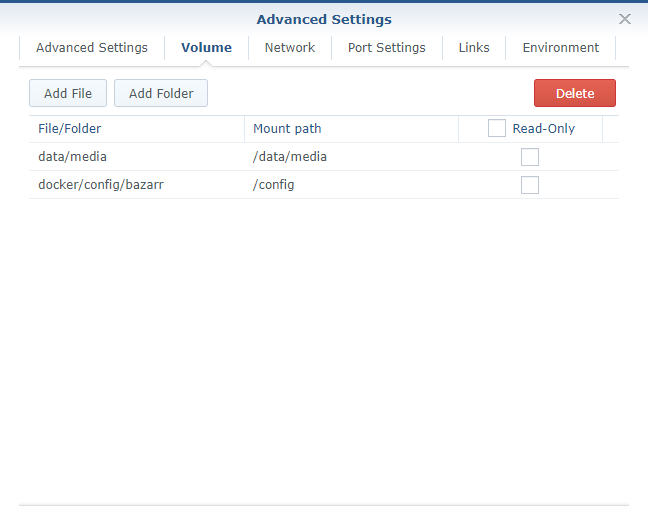 Advanced Settings
Advanced Settings Volume Network Port Settings Links Environment
Add File Add Folder Delete
File/Folder Mount path Read-Only
data/media /data/media
docker/config/bazarr /config